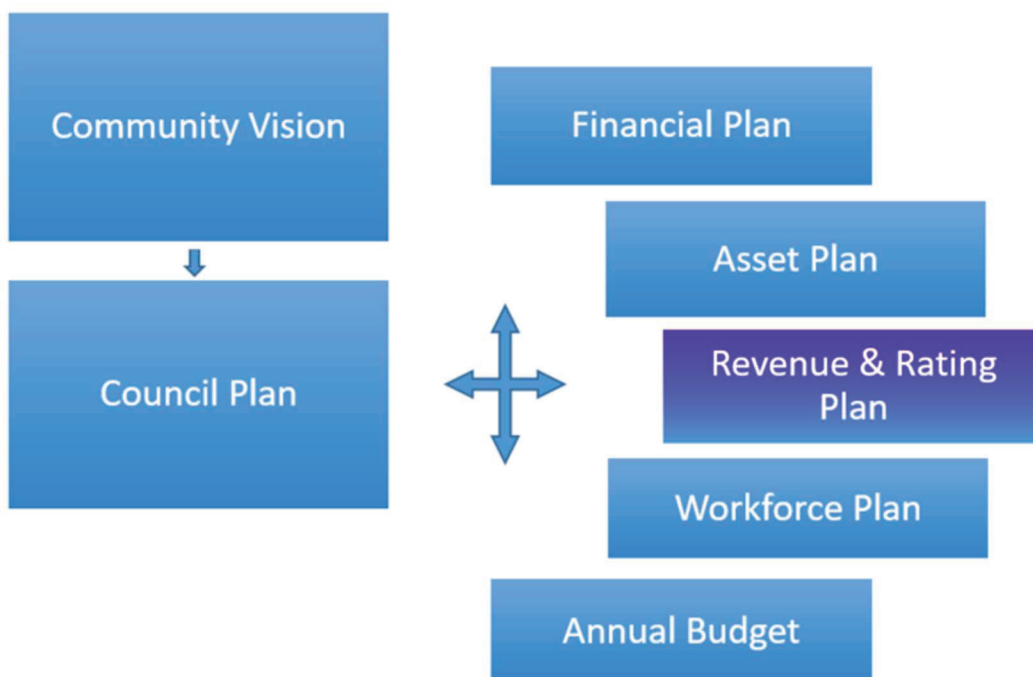 Community Vision
Council Plan
Financial Plan
Asset Plan
Revenue & Rating
Plan
Workforce Plan
Annual Budget